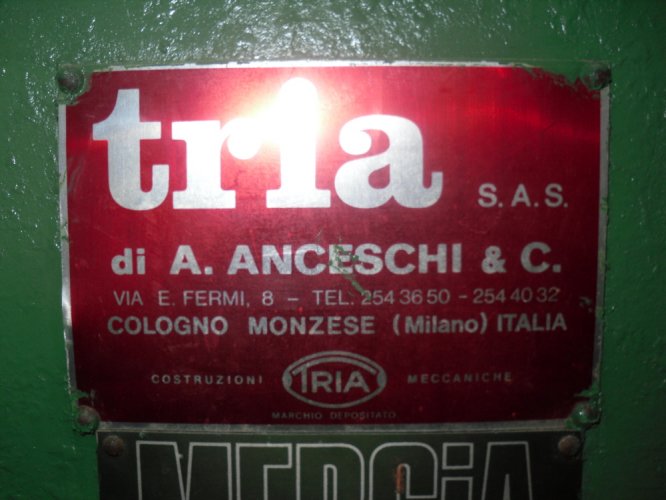 tria S.A.S.
di A. ANCESCHI & C.
VIA E. FERMI, 8 – TEL. 254 36 50 - 254 40 32
COLOGNO MONZESE (Milano) ITALIA
COSTRUZIONI TRIA MECCANICHE
MARCHIO DEPOSITATO